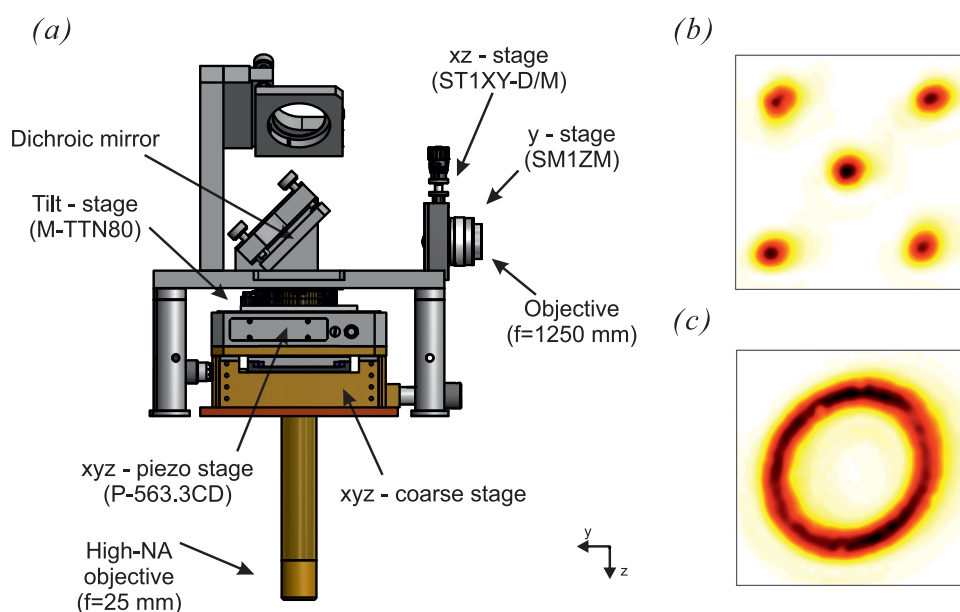 (a)
xz - stage
(ST1XY-D/M)
y - stage
(SM1ZM)
Dichroic mirror
Tilt - stage
(M-TTN80)
Objective
(f=1250 mm)
xyz - piezo stage
(P-563.3CD)
xyz - coarse stage
High-NA
objective
(f=25 mm)
y
z
(b)
(c)